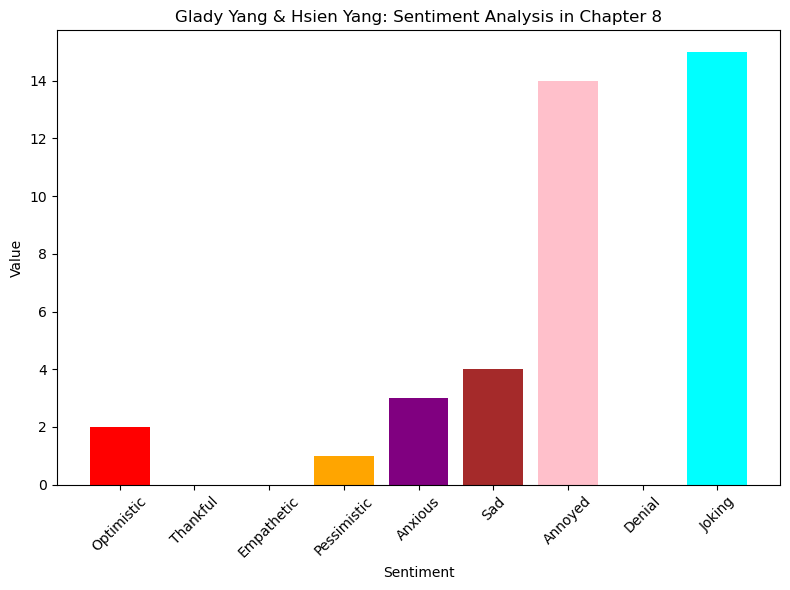 Glady Yang & Hsien Yang: Sentiment Analysis in Chapter 8
Value
14
12
10
8
6
4
2
0
Optimistic
Thankful
Empathetic
Pessimistic
Anxious
Sad
Annoyed
Denial
Joking
Sentiment